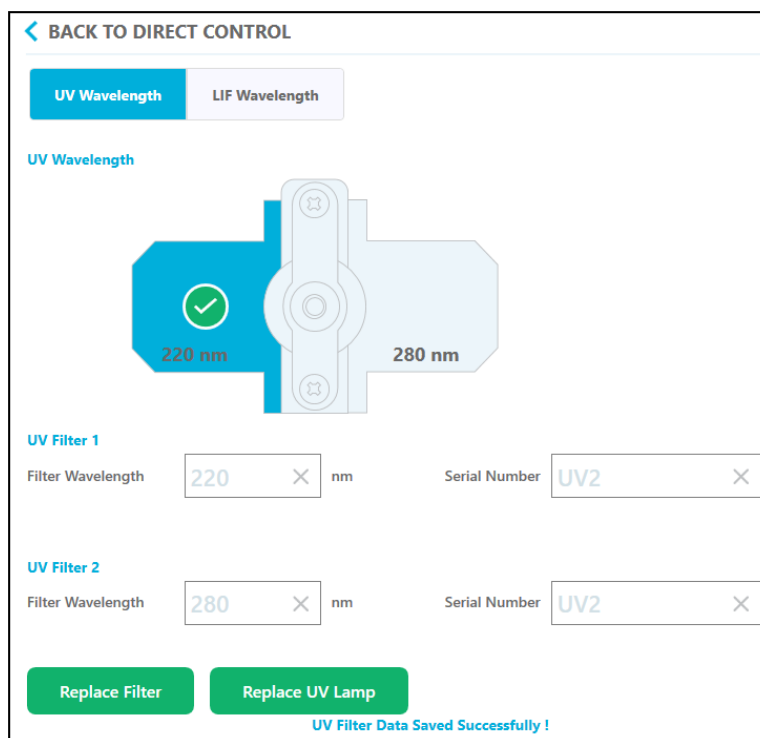 BACK TO DIRECT CONTROL
UV Wavelength LIF Wavelength
UV Wavelength
220 nm 280 nm
UV Filter 1
Filter Wavelength 220 nm Serial Number UV2
UV Filter 2
Filter Wavelength 280 nm Serial Number UV2
Replace Filter Replace UV Lamp
UV Filter Data Saved Successfully !